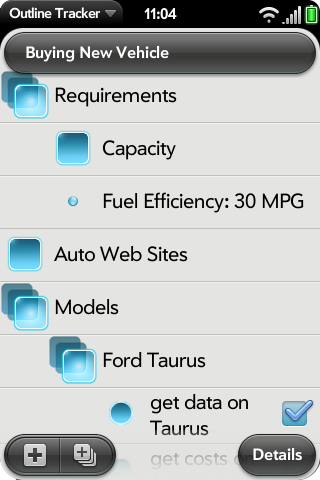 Outline Tracker
11:04
Buying New Vehicle
Requirements
Capacity
Fuel Efficiency: 30 MPG
Auto Web Sites
Models
Ford Taurus
get data on
Taurus
get costs on
Details